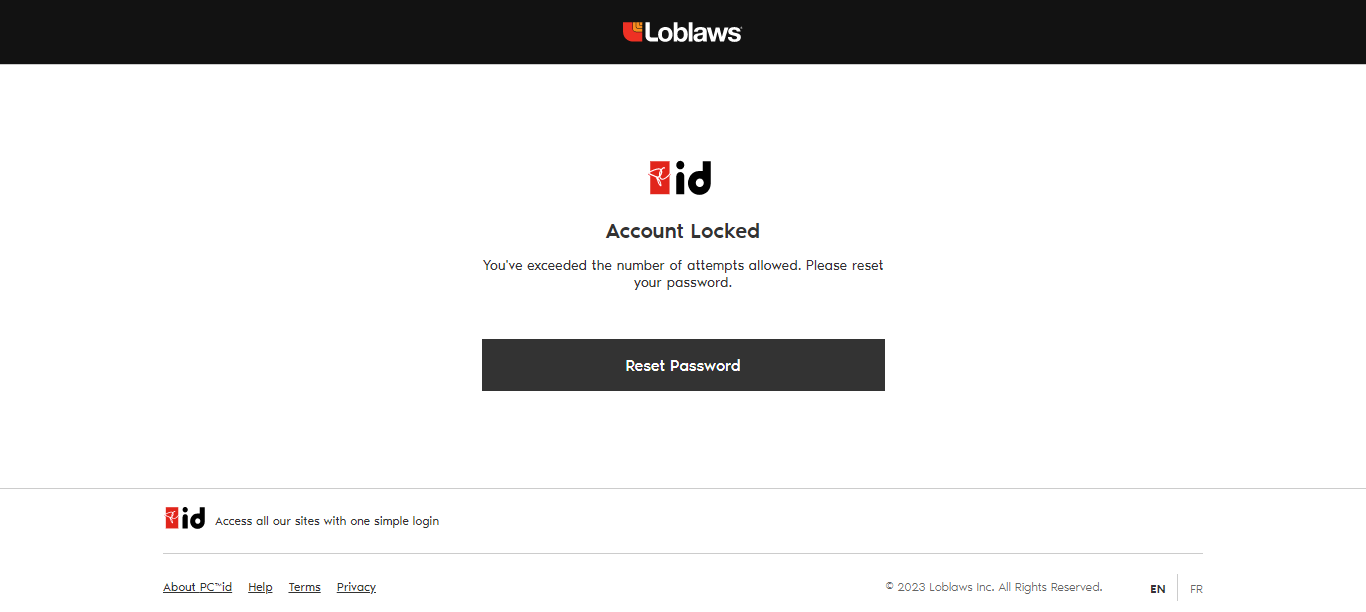 Loblaws
id
Account Locked
You've exceeded the number of attempts allowed. Please reset
your password.
Reset Password
id Access all our sites with one simple login
About PC™id Help Terms Privacy © 2023 Loblaws Inc. All Rights Reserved. EN FR